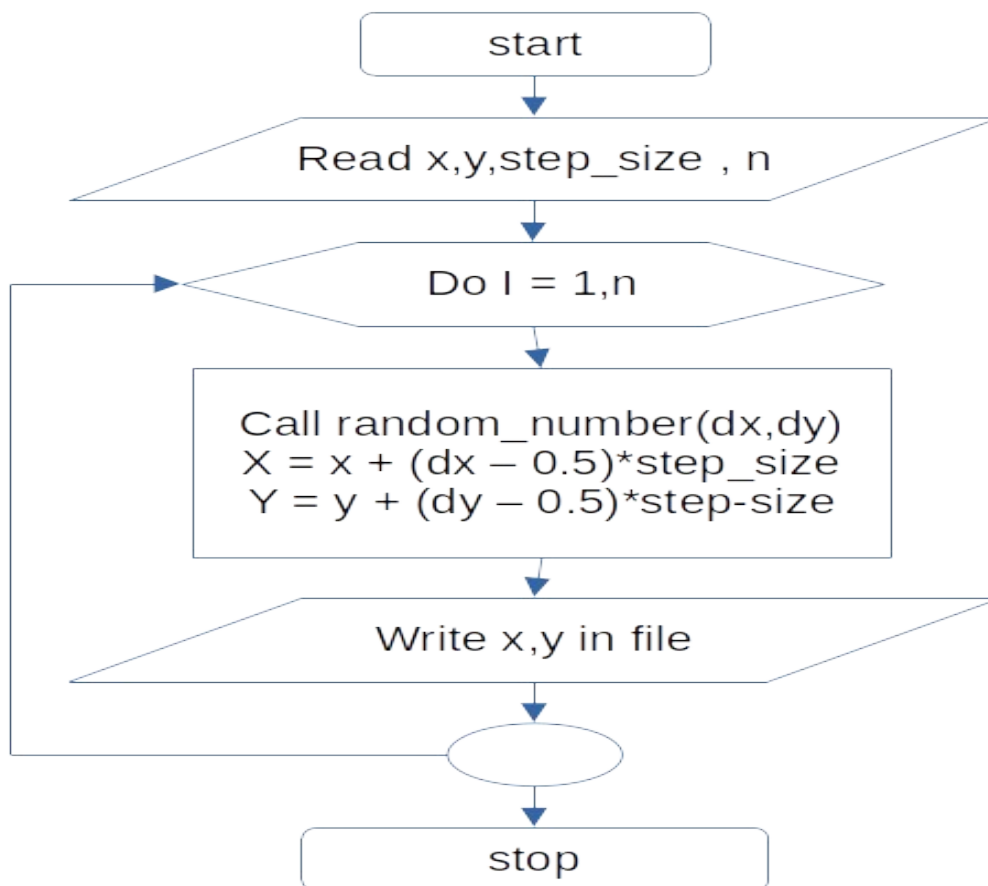 start
Read x,y,step_size , n
Do I = 1,n
Call random_number(dx,dy)
X = x + (dx – 0.5)*step_size
Y = y + (dy – 0.5)*step-size
Write x,y in file
stop